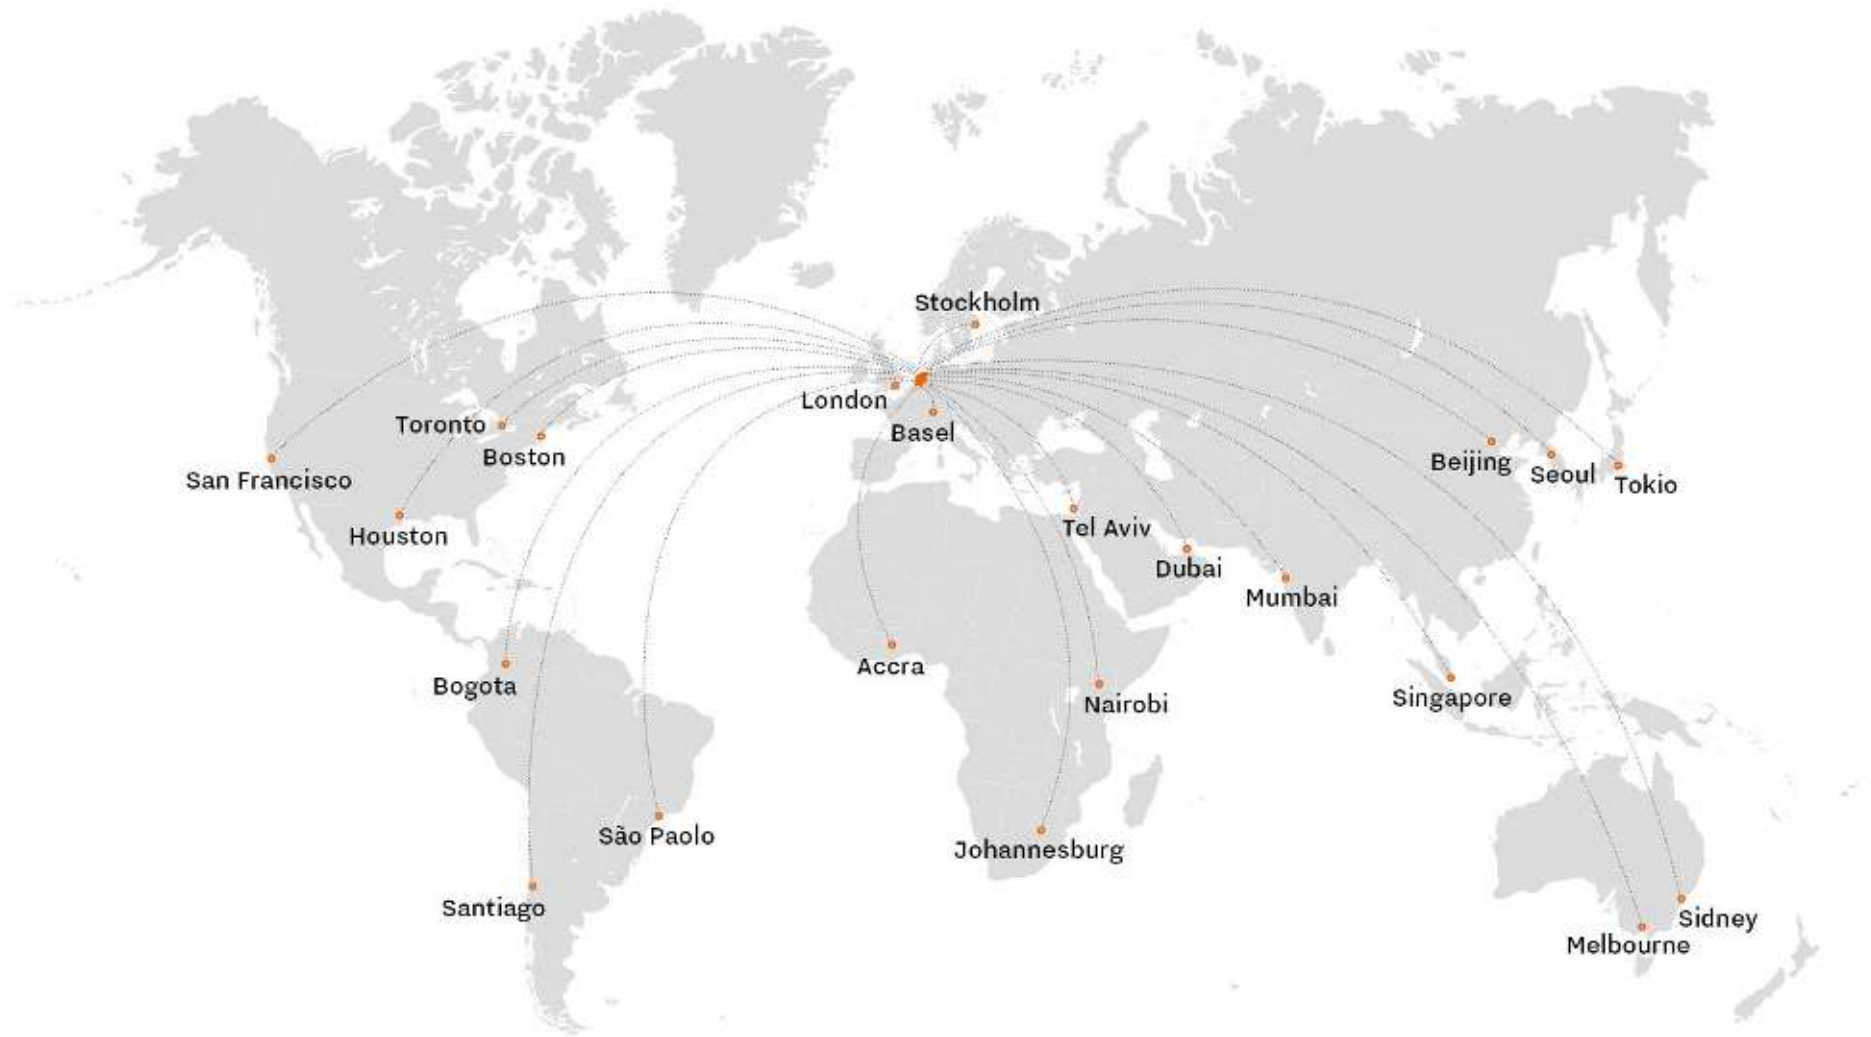 Stockholm
London
Basel
Toronto
Boston
San Francisco
Houston
Beijing
Seoul
Tokio
Tel Aviv
Dubai
Mumbai
Accra
Bogota
Nairobi
Singapore
São Paolo
Johannesburg
Santiago
Sidney
Melbourne